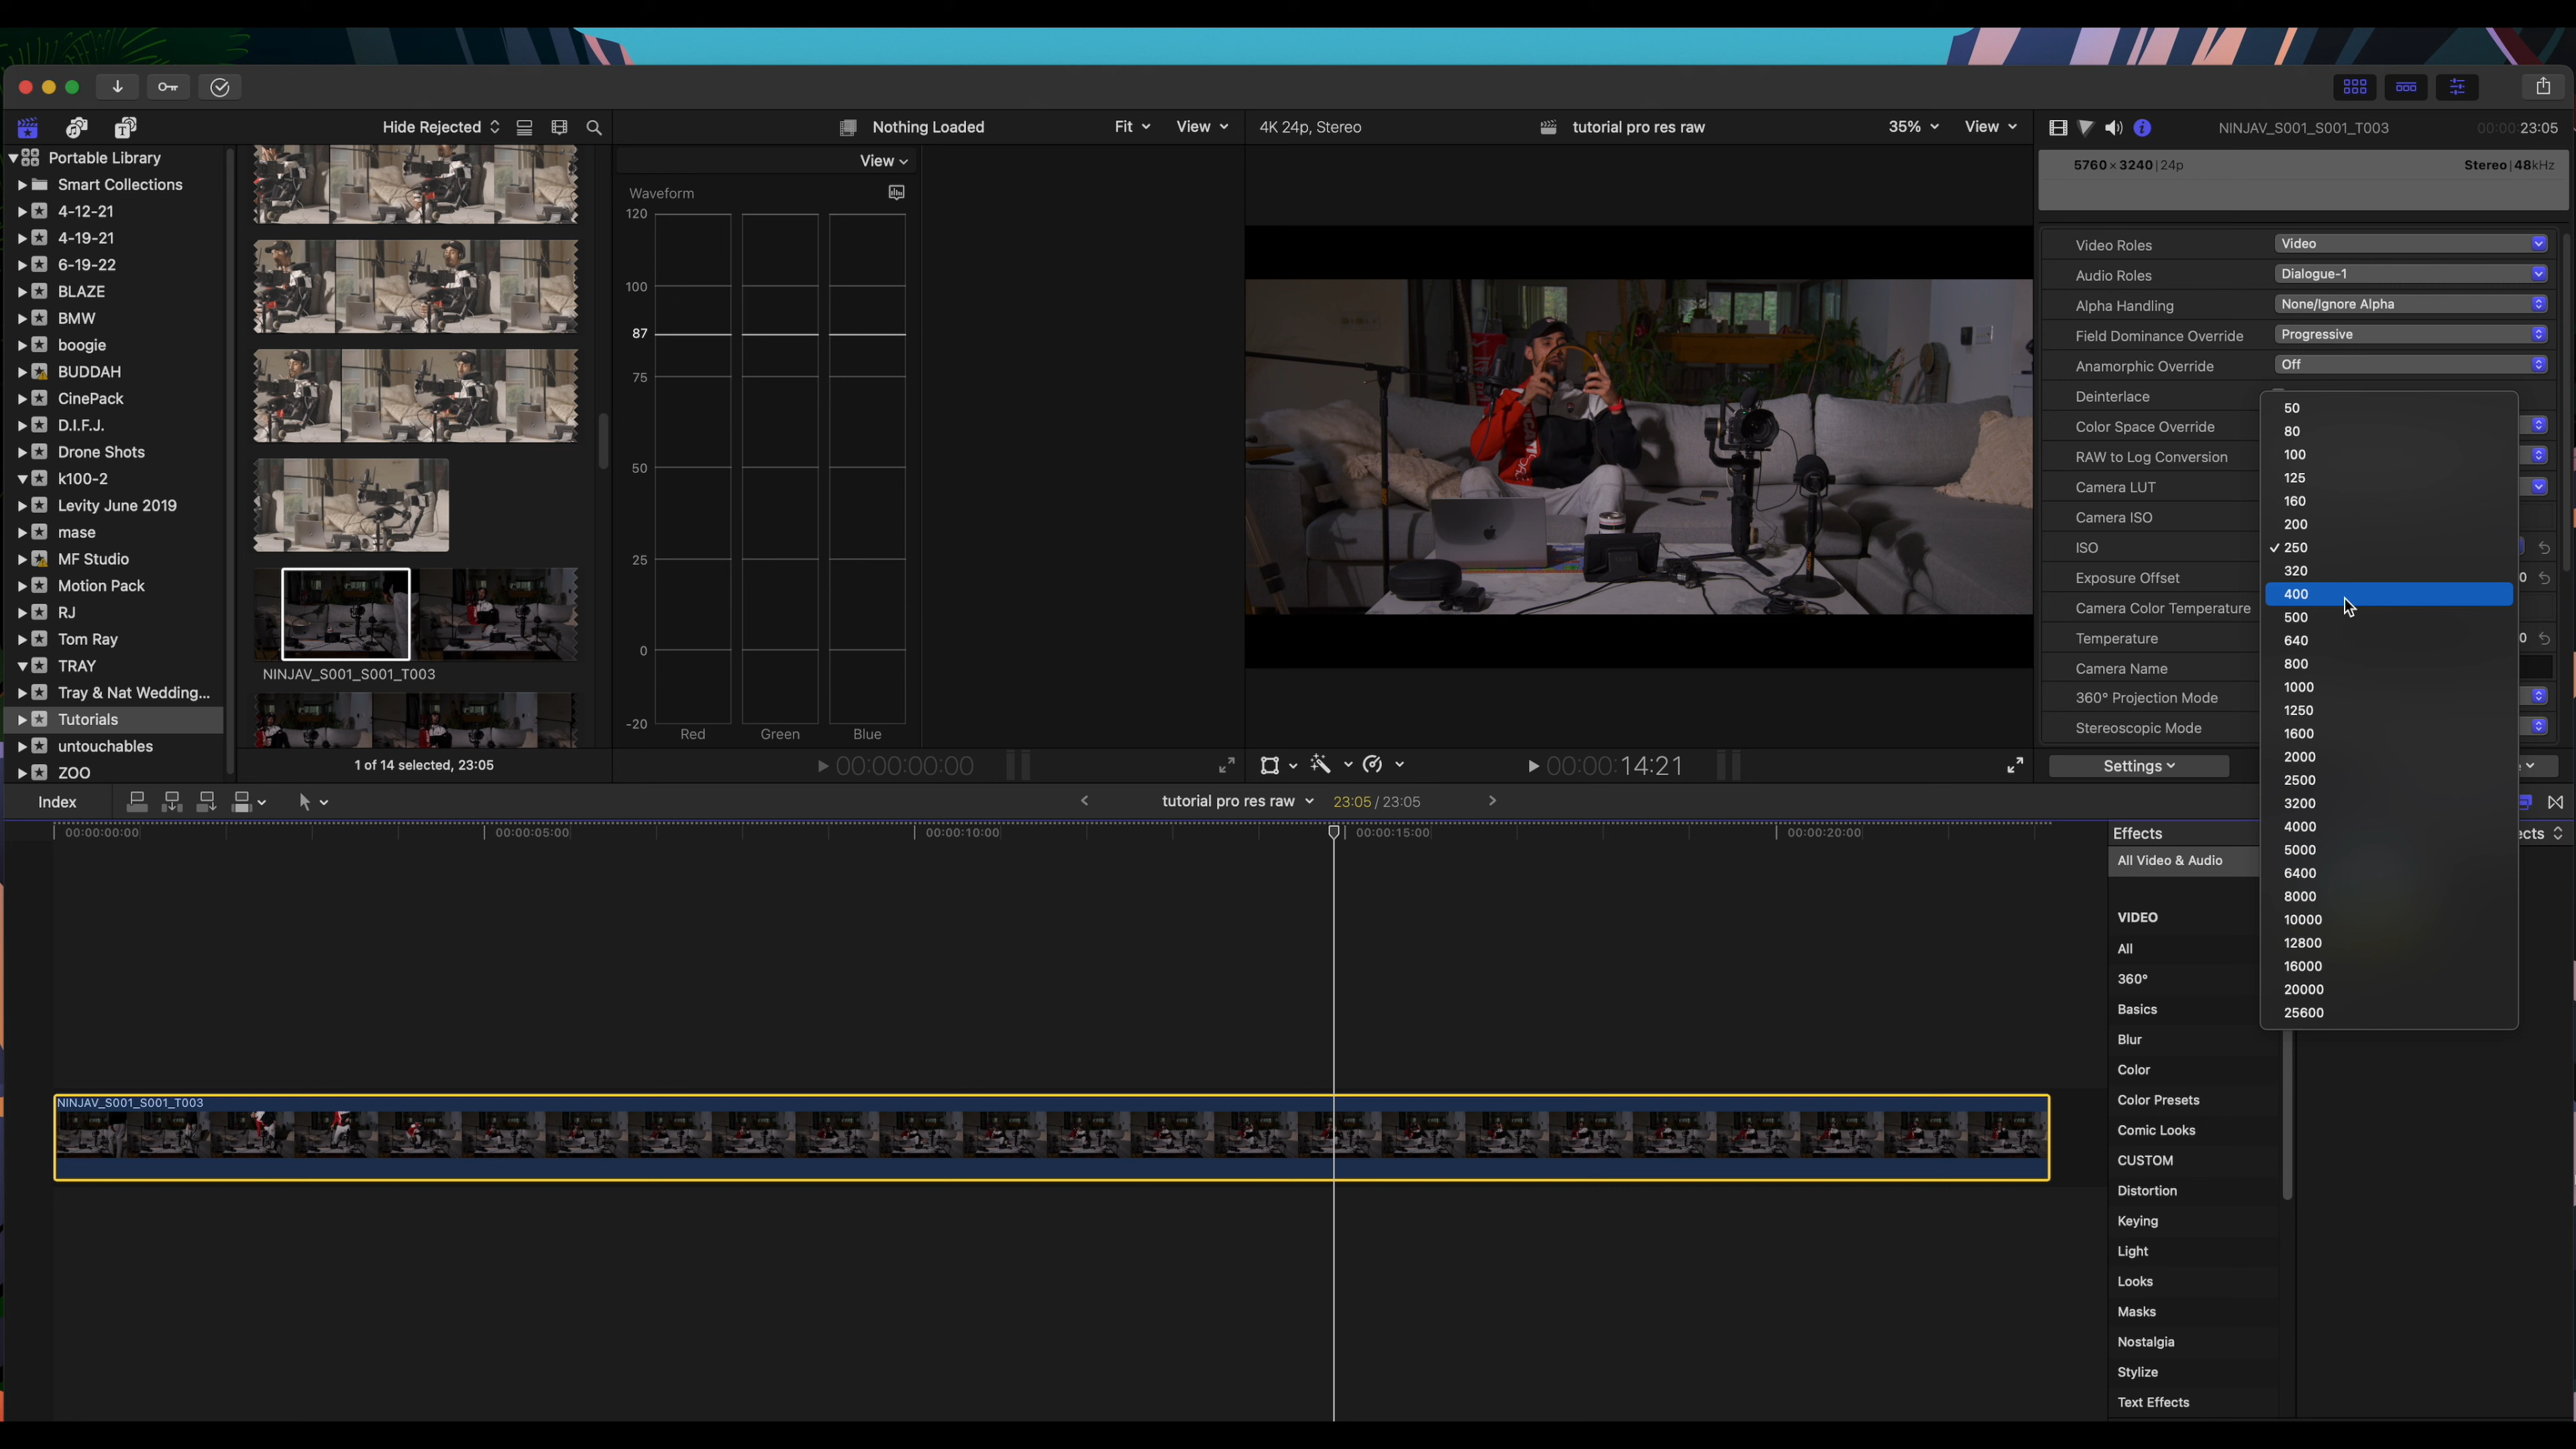 Hide Rejected
Nothing Loaded
Fit
View
4K 24p, Stereo
tutorial pro res raw
35%
View
NINJAV_S001_S001_T003
00:00:23:05
Portable Library
Smart Collections
4-12-21
4-19-21
6-19-22
BLAZE
BMW
boogie
BUDDAH
CinePack
D.I.F.J.
Drone Shots
k100-2
Levity June 2019
mase
MF Studio
Motion Pack
RJ
Tom Ray
TRAY
Tray & Nat Wedding...
Tutorials
untouchables
ZOO
NINJAV_S001_S001_T003
1 of 14 selected, 23:05
View
Waveform
120
100
87
75
50
25
0
-20
Red
Green
Blue
00:00:00:00
00:00:14:21
5760 × 3240 | 24p
Stereo | 48kHz
Video Roles
Video
Audio Roles
Dialogue-1
Alpha Handling
None/Ignore Alpha
Field Dominance Override
Progressive
Anamorphic Override
Off
Deinterlace
Color Space Override
RAW to Log Conversion
Camera LUT
Camera ISO
ISO
Exposure Offset
0
Camera Color Temperature
Temperature
0
Camera Name
360° Projection Mode
Stereoscopic Mode
Settings
50
80
100
125
160
200
✓ 250
320
400
500
640
800
1000
1250
1600
2000
2500
3200
4000
5000
6400
8000
10000
12800
16000
20000
25600
Index
tutorial pro res raw
23:05 / 23:05
00:00:00:00
00:00:05:00
00:00:10:00
00:00:15:00
00:00:20:00
NINJAV_S001_S001_T003
Effects
ects
All Video & Audio
VIDEO
All
360°
Basics
Blur
Color
Color Presets
Comic Looks
CUSTOM
Distortion
Keying
Light
Looks
Masks
Nostalgia
Stylize
Text Effects